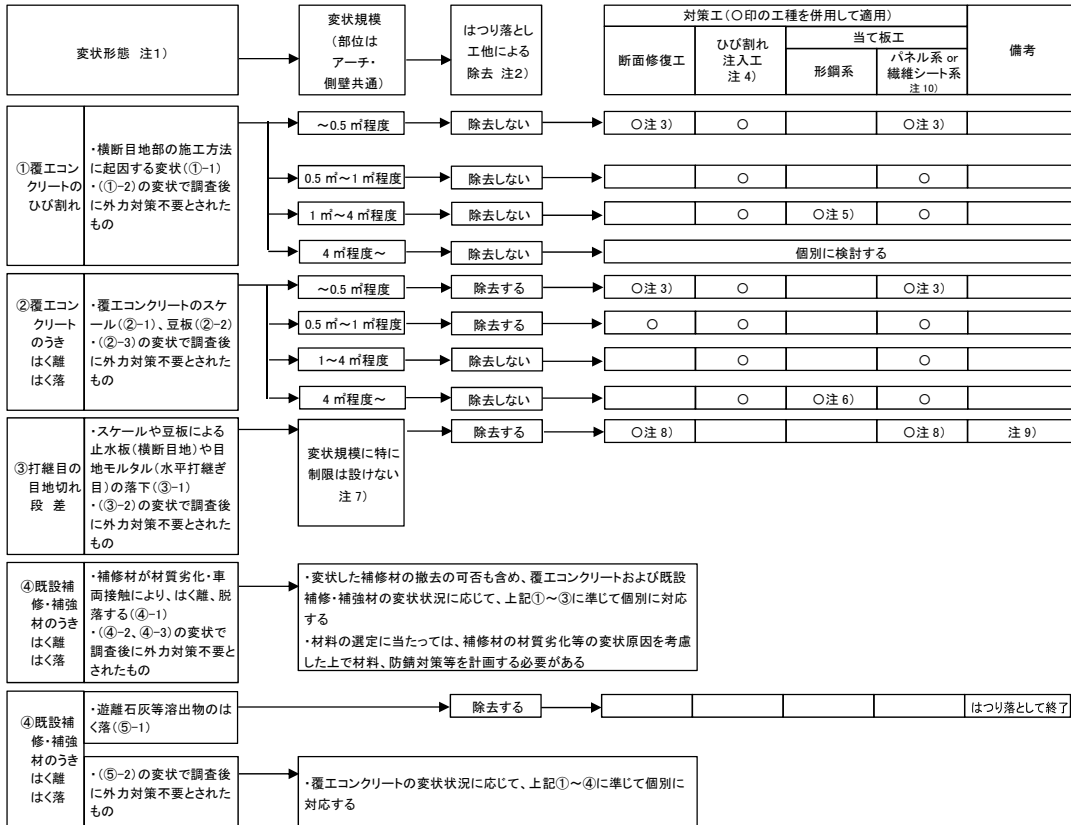 変状形態 注1)
変状規模
(部位は
アーチ・
側壁共通)
はつり落とし
工他による
除去 注2)
対策工(○印の工種を併用して適用)
断面修復工
ひび割れ
注入工
注 4)
当て板工
形鋼系
パネル系 or
繊維シート系
注 10)
備考
①覆工コン
クリートの
ひび割れ
・横断目地部の施工方法
に起因する変状(①-1)
・(①-2)の変状で調査後
に外力対策不要とされた
もの
~0.5 ㎡程度
除去しない
○注 3)
○
○注 3)
0.5 ㎡~1 ㎡程度
除去しない
○
○
1 ㎡~4 ㎡程度
除去しない
○
○注 5)
○
4 ㎡程度~
除去しない
個別に検討する
②覆工コン
クリート
のうき
はく離
はく落
・覆工コンクリートのスケ
ール(②-1)、豆板(②-2)
・(②-3)の変状で調査後
に外力対策不要とされた
もの
~0.5 ㎡程度
除去する
○注 3)
○
○注 3)
0.5 ㎡~1 ㎡程度
除去する
○
○
○
1~4 ㎡程度
除去しない
○
○
4 ㎡程度~
除去しない
○
○注 6)
○
③打継目の
目地切れ
段 差
・スケールや豆板による
止水板(横断目地)や目
地モルタル(水平打継ぎ
目)の落下(③-1)
・(③-2)の変状で調査後
に外力対策不要とされた
もの
変状規模に特に
制限は設けない
注 7)
除去する
○注 8)
○注 8)
注 9)
④既設補
修・補強
材のうき
はく離
はく落
・補修材が材質劣化・車
両接触により、はく離、脱
落する(④-1)
・(④-2、④-3)の変状で
調査後に外力対策不要と
されたもの
・変状した補修材の撤去の可否も含め、覆工コンクリートおよび既設
補修・補強材の変状状況に応じて、上記①~③に準じて個別に対応
する
・材料の選定に当たっては、補修材の材質劣化等の変状原因を考慮
した上で材料、防錆対策等を計画する必要がある
④既設補
修・補強
材のうき
はく離
はく落
・遊離石灰等溶出物のは
く落(⑤-1)
除去する
はつり落として終了
・(⑤-2)の変状で調査後
に外力対策不要とされた
もの
・覆工コンクリートの変状状況に応じて、上記①~④に準じて個別に
対応する